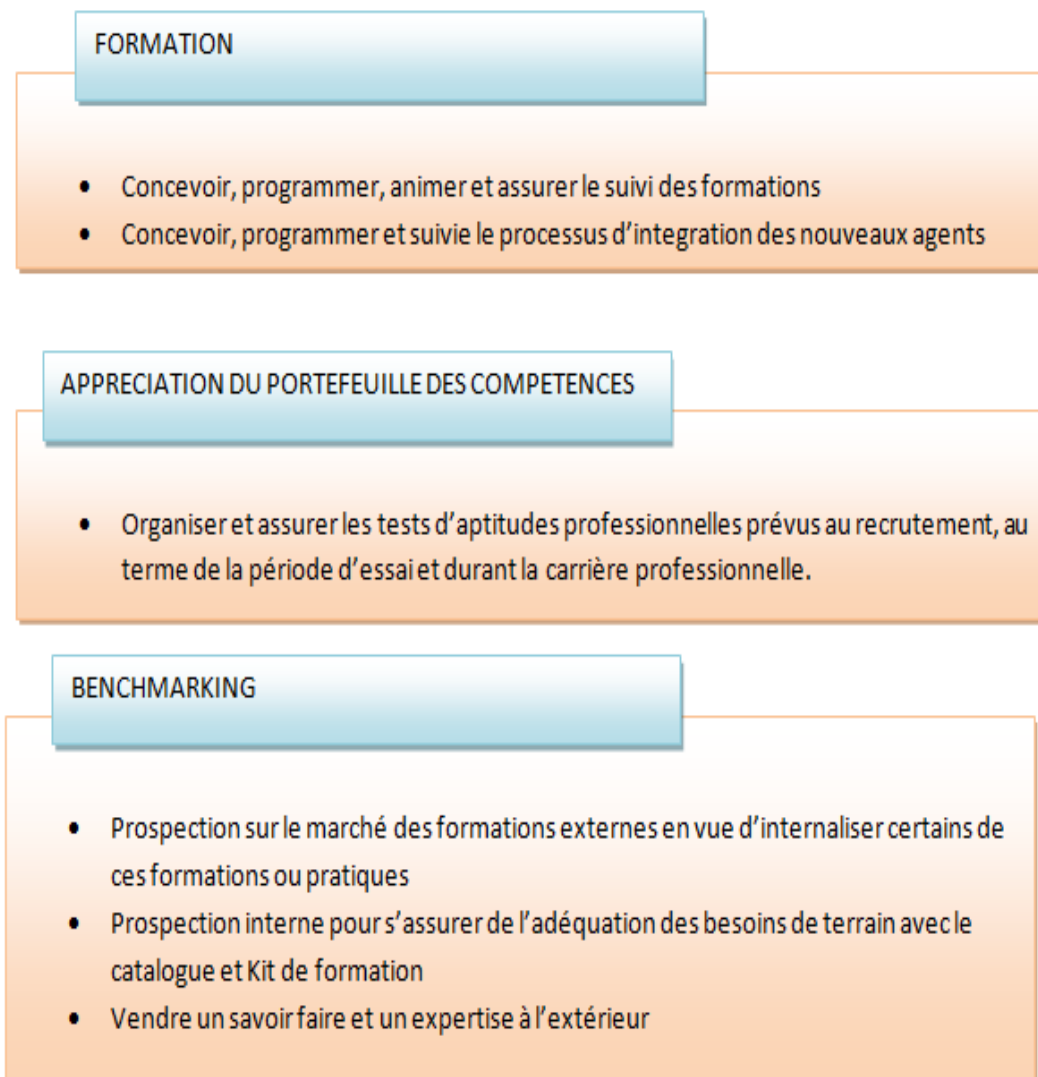 FORMATION
• Concevoir, programmer, animer et assurer le suivi des formations
• Concevoir, programmer et suivie le processus d’integration des nouveaux agents
APPRECIATION DU PORTEFEUILLE DES COMPETENCES
• Organiser et assurer les tests d’aptitudes professionnelles prévus au recrutement, au
terme de la période d’essai et durant la carrière professionnelle.
BENCHMARKING
• Prospection sur le marché des formations externes en vue d’internaliser certains de
ces formations ou pratiques
• Prospection interne pour s’assurer de l’adéquation des besoins de terrain avec le
catalogue et Kit de formation
• Vendre un savoir faire et un expertise à l’extérieur